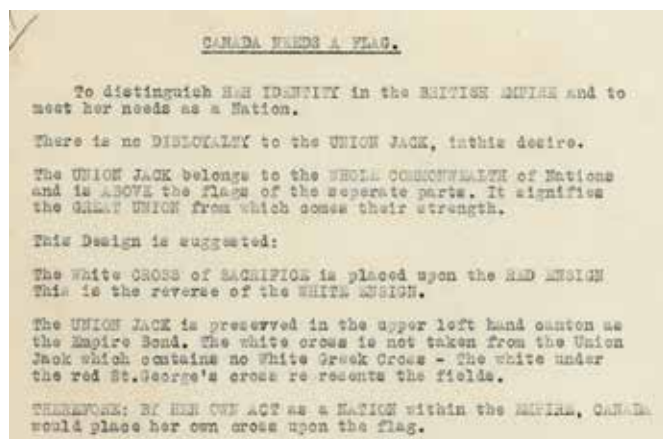 CANADA NEEDS A FLAG.
To distinguish HER IDENTITY in the BRITISH EMPIRE and to
meet her needs as a Nation.
There is no DISLOYALTY to the UNION JACK, inthis desire.
The UNION JACK belongs to the WHOLE COMMONWEALTH of Nations
and is ABOVE the flags of the seperate parts. It signifies
the GREAT UNION from which comes their strength.
This Design is suggested:
The White CROSS of SACRIFICE is placed upon the RED ENSIGN
This is the reverse of the WHITE ENSIGN.
The UNION JACK is preserved in the upper left hand canton as
the Empire Bond. The white cross is not taken from the Union
Jack which contains no White Greek Cross - The white under
the red St.George's cross re resents the fields.
THEREFORE: BY HER OWN ACT as a NATION within the EMPIRE, CANADA
would place her own cross upon the flag.